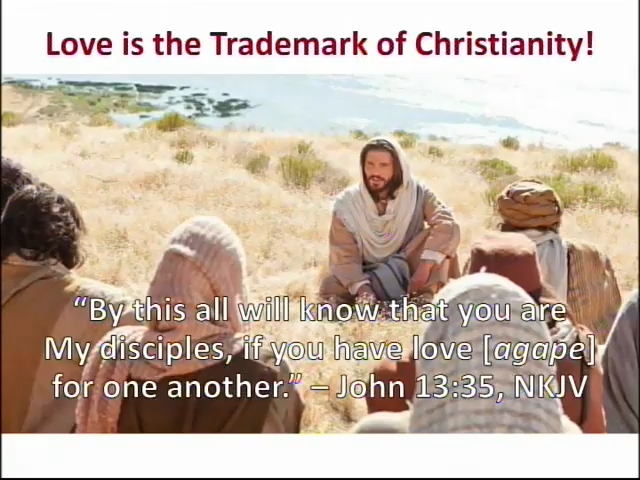 Love is the Trademark of Christianity!
“By this all will know that you are
My disciples, if you have love [agape]
for one another.” – John 13:35, NKJV